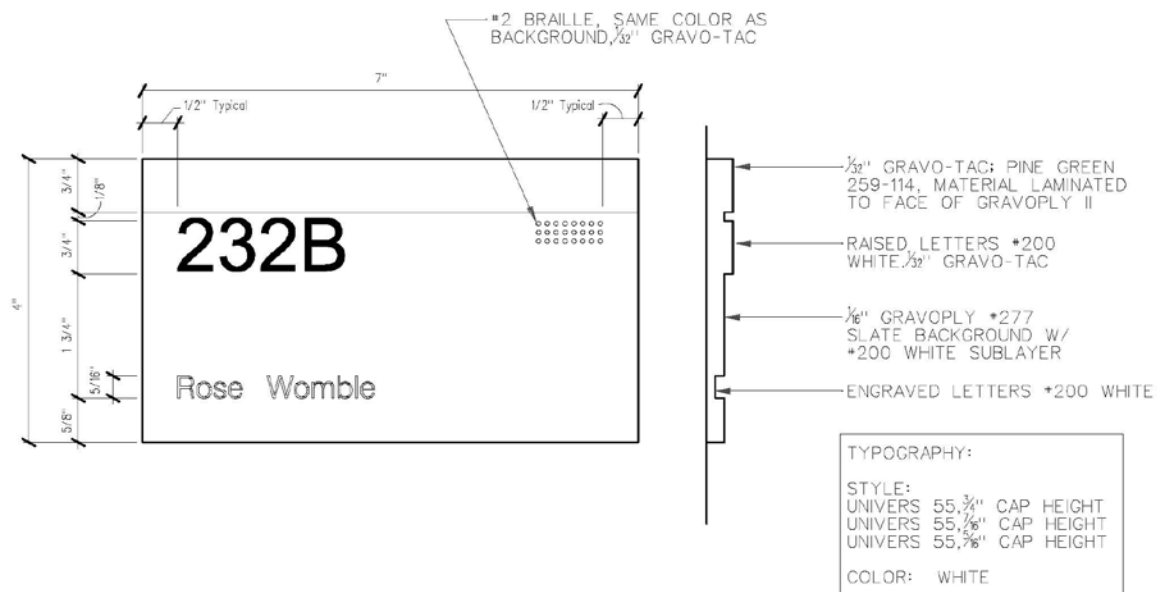 #2 BRAILLE, SAME COLOR AS
BACKGROUND, 1/32" GRAVO-TAC
7"
1/2" Typical
1/2" Typical
3/4"
1/8"
3/4"
4"
1 3/4"
5/16"
5/8"
232B
Rose Womble
1/32" GRAVO-TAC; PINE GREEN
259-114, MATERIAL LAMINATED
TO FACE OF GRAVOPLY II
RAISED LETTERS #200
WHITE, 1/32" GRAVO-TAC
1/16" GRAVOPLY #277
SLATE BACKGROUND W/
#200 WHITE SUBLAYER
ENGRAVED LETTERS #200 WHITE
TYPOGRAPHY:
STYLE:
UNIVERS 55, 3/4" CAP HEIGHT
UNIVERS 55, 7/16" CAP HEIGHT
UNIVERS 55, 5/16" CAP HEIGHT
COLOR: WHITE